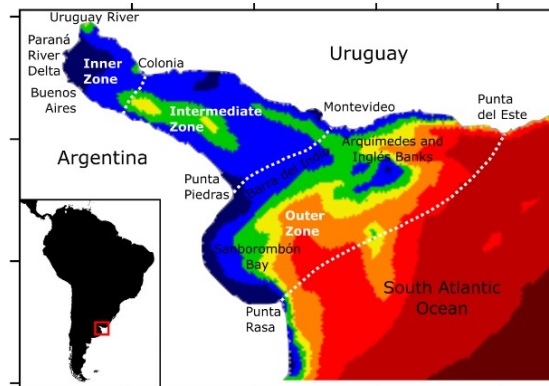 Uruguay River
Paraná
River
Delta
Inner
Zone
Colonia
Uruguay
Buenos
Aires
Intermediate
Zone
Montevideo
Punta
del Este
Argentina
Arquimedes and
Inglés Banks
Barra del Indio
Punta
Piedras
Outer
Zone
Sanborombón
Bay
South Atlantic
Ocean
Punta
Rasa